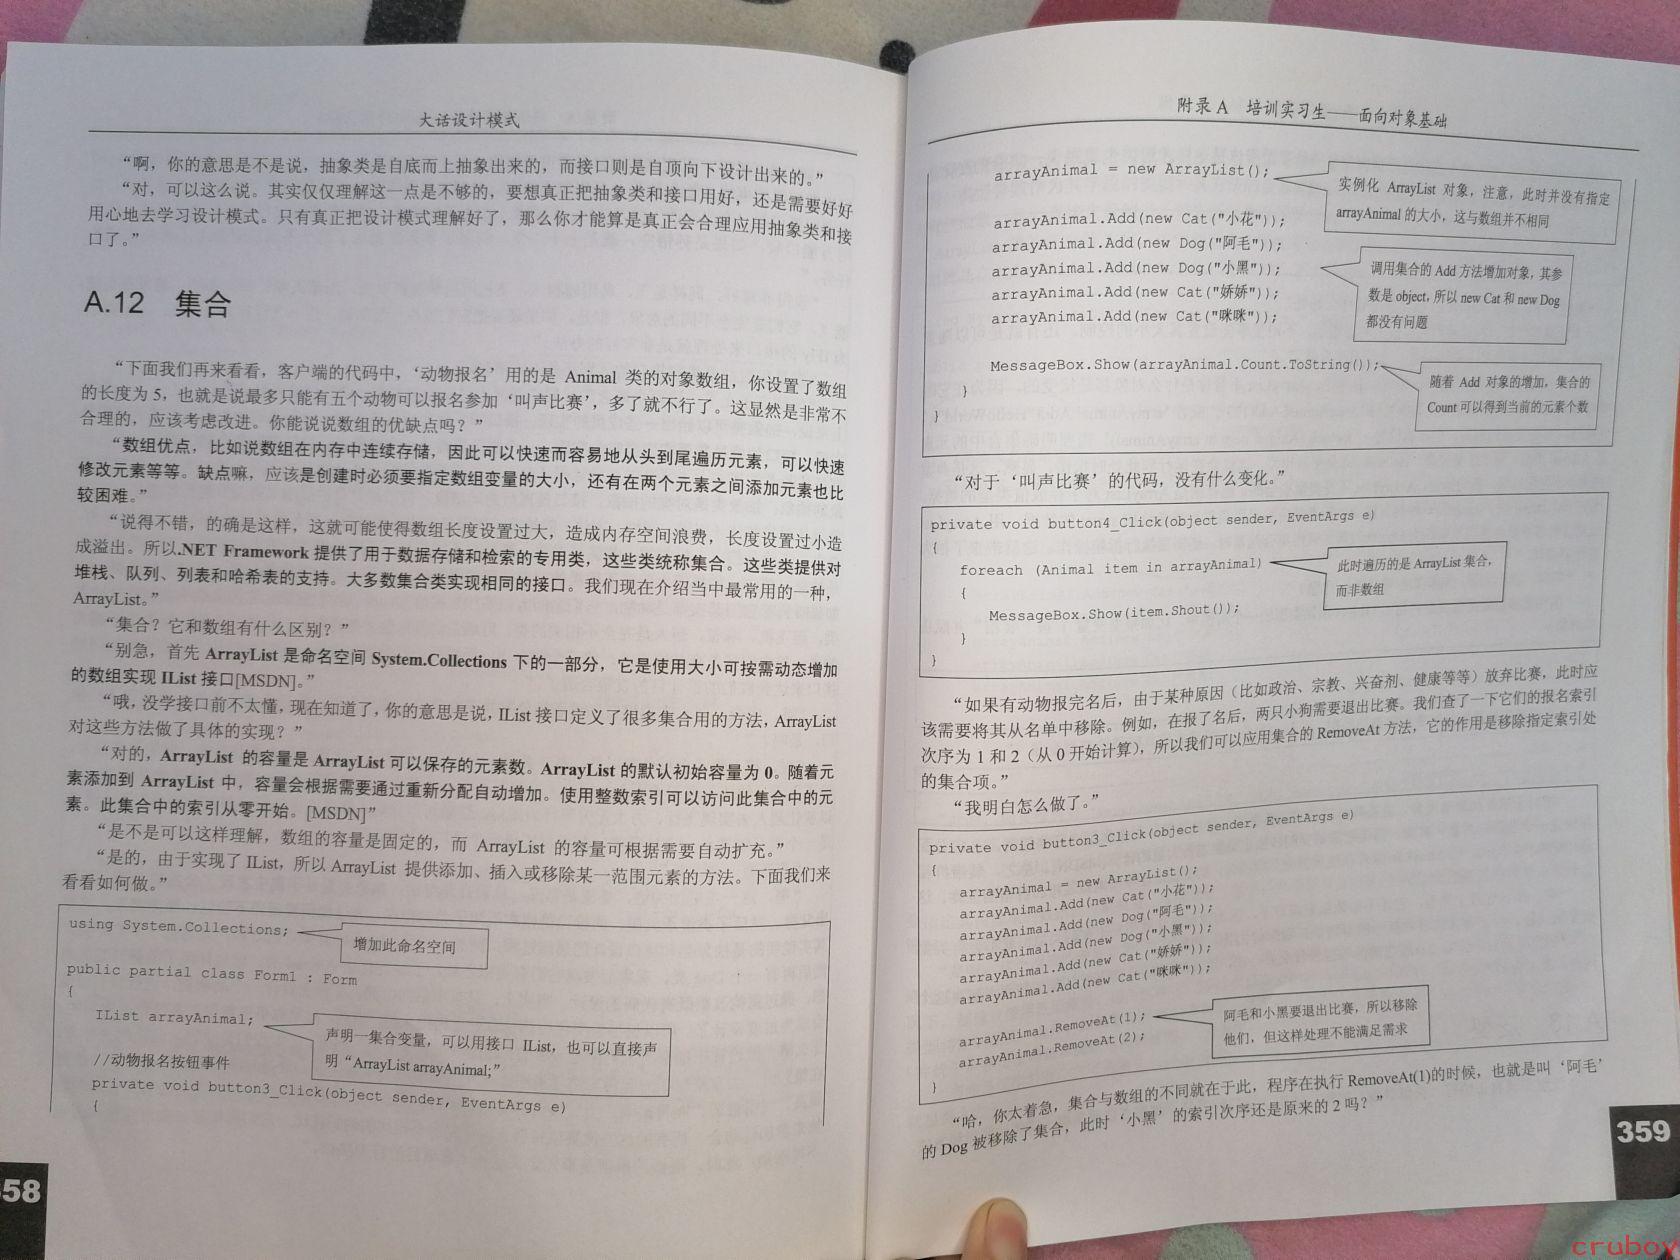 大话设计模式
“啊，你的意思是不是说，抽象类是自底而上抽象出来的，而接口则是自顶向下设计出来的。”
“对，可以这么说。其实仅仅理解这一点是不够的，要想真正把抽象类和接口用好，还是需要好好
用心地去学习设计模式。只有真正把设计模式理解好了，那么你才能算是真正会合理应用抽象类和接
口了。”
A.12 集合
“下面我们再来看看，客户端的代码中，‘动物报名’用的是 Animal 类的对象数组，你设置了数组
的长度为 5，也就是说最多只能有五个动物可以报名参加‘叫声比赛’，多了就不行了。这显然是非常不
合理的，应该考虑改进。你能说说数组的优缺点吗？”
“数组优点，比如说数组在内存中连续存储，因此可以快速而容易地从头到尾遍历元素，可以快速
修改元素等等。缺点嘛，应该是创建时必须要指定数组变量的大小，还有在两个元素之间添加元素也比
较困难。”
“说得不错，的确是这样，这就可能使得数组长度设置过大，造成内存空间浪费，长度设置过小造
成溢出。所以.NET Framework 提供了用于数据存储和检索的专用类，这些类统称集合。这些类提供对
堆栈、队列、列表和哈希表的支持。大多数集合类实现相同的接口。我们现在介绍当中最常用的一种，
ArrayList。”
“集合？它和数组有什么区别？”
“别急，首先 ArrayList 是命名空间 System.Collections 下的一部分，它是使用大小可按需动态增加
的数组实现 IList 接口[MSDN]。”
“哦，没学接口前不太懂，现在知道了，你的意思是说，IList 接口定义了很多集合用的方法，ArrayList
对这些方法做了具体的实现？”
“对的，ArrayList 的容量是 ArrayList 可以保存的元素数。ArrayList 的默认初始容量为 0。随着元
素添加到 ArrayList 中，容量会根据需要通过重新分配自动增加。使用整数索引可以访问此集合中的元
素。此集合中的索引从零开始。[MSDN]”
“是不是可以这样理解，数组的容量是固定的，而 ArrayList 的容量可根据需要自动扩充。”
“是的，由于实现了 IList，所以 ArrayList 提供添加、插入或移除某一范围元素的方法。下面我们来
看看如何做。”
using System.Collections;
增加此命名空间
public partial class Form1 : Form
{
IList arrayAnimal;
声明一集合变量，可以用接口 IList，也可以直接声
明“ArrayList arrayAnimal;”
//动物报名按钮事件
private void button3_Click(object sender, EventArgs e)
{
58
附录 A 培训实习生——面向对象基础
arrayAnimal = new ArrayList();
实例化 ArrayList 对象，注意，此时并没有指定
arrayAnimal 的大小，这与数组并不相同
arrayAnimal.Add(new Cat("小花"));
arrayAnimal.Add(new Dog("阿毛"));
arrayAnimal.Add(new Dog("小黑"));
arrayAnimal.Add(new Cat("娇娇"));
arrayAnimal.Add(new Cat("咪咪"));
调用集合的 Add 方法增加对象，其参
数是 object，所以 new Cat 和 new Dog
都没有问题
MessageBox.Show(arrayAnimal.Count.ToString());
随着 Add 对象的增加，集合的
Count 可以得到当前的元素个数
}
}
“对于‘叫声比赛’的代码，没有什么变化。”
private void button4_Click(object sender, EventArgs e)
{
foreach (Animal item in arrayAnimal)
此时遍历的是 ArrayList 集合，
而非数组
{
MessageBox.Show(item.Shout());
}
}
“如果有动物报完名后，由于某种原因（比如政治、宗教、兴奋剂、健康等等）放弃比赛，此时应
该需要将其从名单中移除。例如，在报了名后，两只小狗需要退出比赛。我们查了一下它们的报名索引
次序为 1 和 2（从 0 开始计算），所以我们可以应用集合的 RemoveAt 方法，它的作用是移除指定索引处
的集合项。”
“我明白怎么做了。”
private void button3_Click(object sender, EventArgs e)
{
arrayAnimal = new ArrayList();
arrayAnimal.Add(new Cat("小花"));
arrayAnimal.Add(new Dog("阿毛"));
arrayAnimal.Add(new Dog("小黑"));
arrayAnimal.Add(new Cat("娇娇"));
arrayAnimal.Add(new Cat("咪咪"));
arrayAnimal.RemoveAt(1);
arrayAnimal.RemoveAt(2);
阿毛和小黑要退出比赛，所以移除
他们，但这样处理不能满足需求
}
“哈，你太着急，集合与数组的不同就在于此，程序在执行 RemoveAt(1)的时候，也就是叫‘阿毛’
的 Dog 被移除了集合，此时‘小黑’的索引次序还是原来的 2 吗？”
359
cruboy